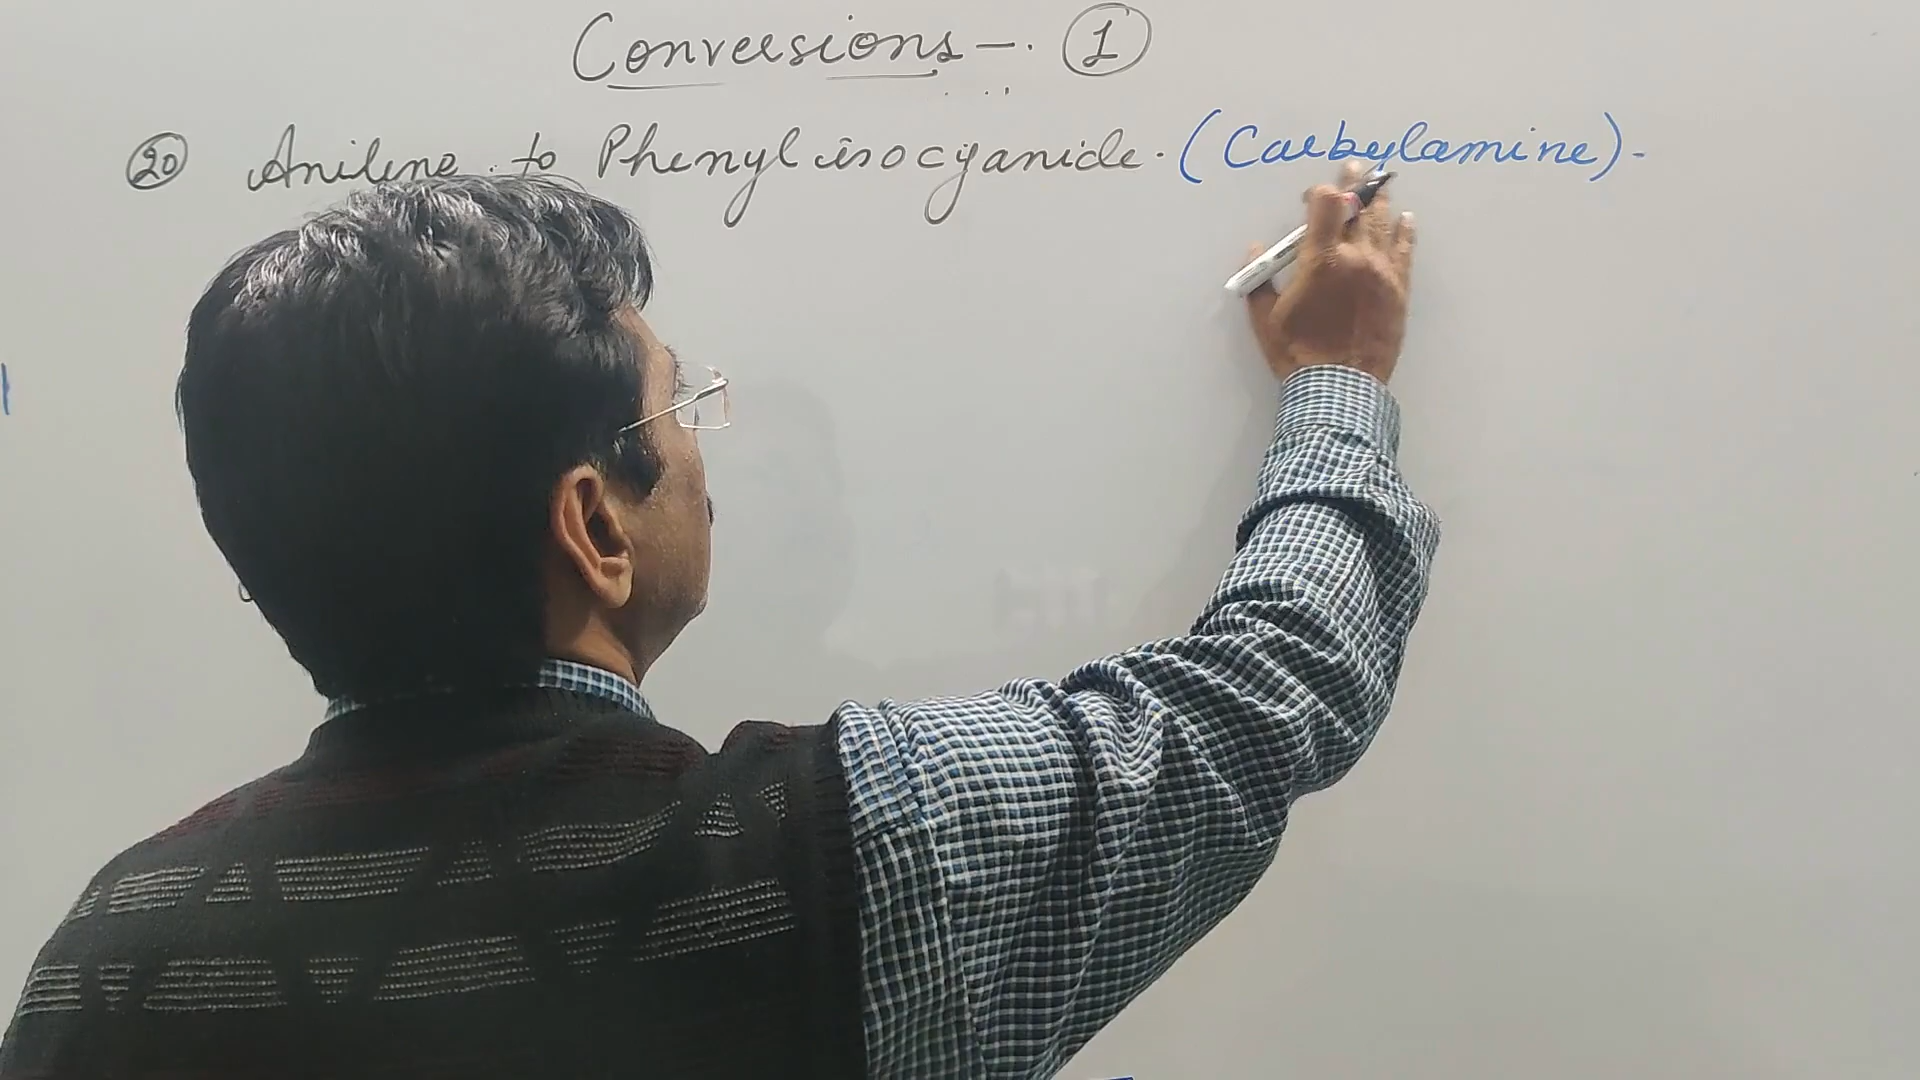 Conversions - . ①
⑳ Aniline to Phenyl isocyanide. (Carbylamine).